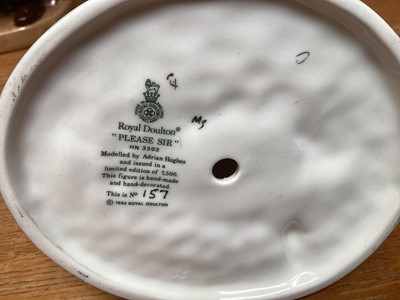 Royal Doulton®
"PLEASE SIR"
HN 3302
Modelled by Adrian Hughes
and issued in a
limited edition of 7,500.
This figure is hand-made
and hand-decorated.
This is Nº 157
© 1992 ROYAL DOULTON